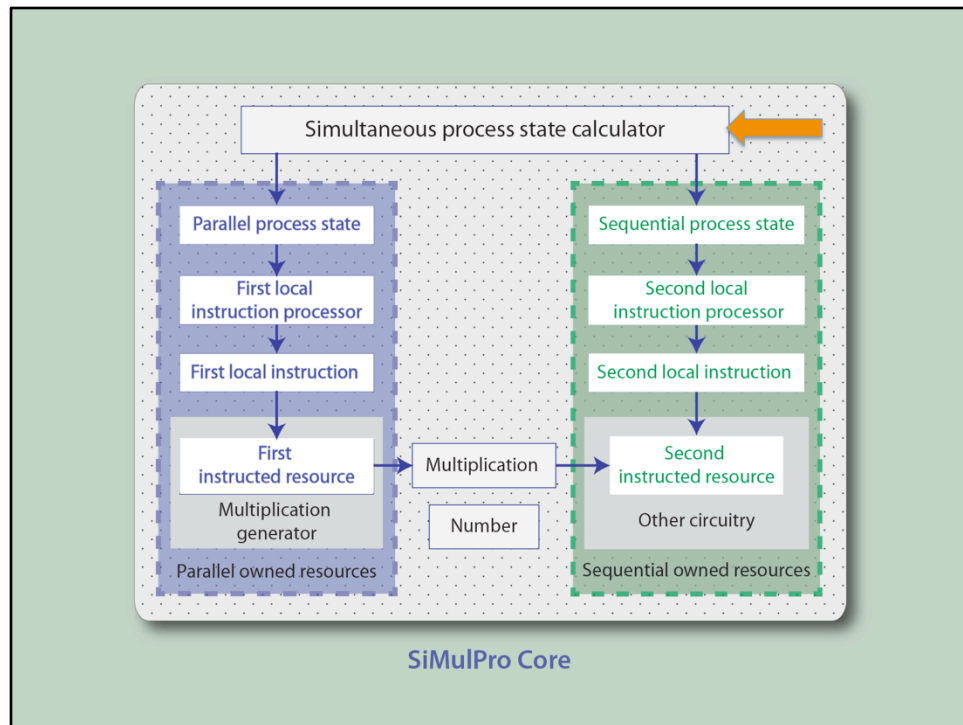 Simultaneous process state calculator
Parallel process state
First local
instruction processor
First local instruction
First
instructed resource
Multiplication
generator
Parallel owned resources
Multiplication
Number
Sequential process state
Second local
instruction processor
Second local instruction
Second
instructed resource
Other circuitry
Sequential owned resources
SiMulPro Core